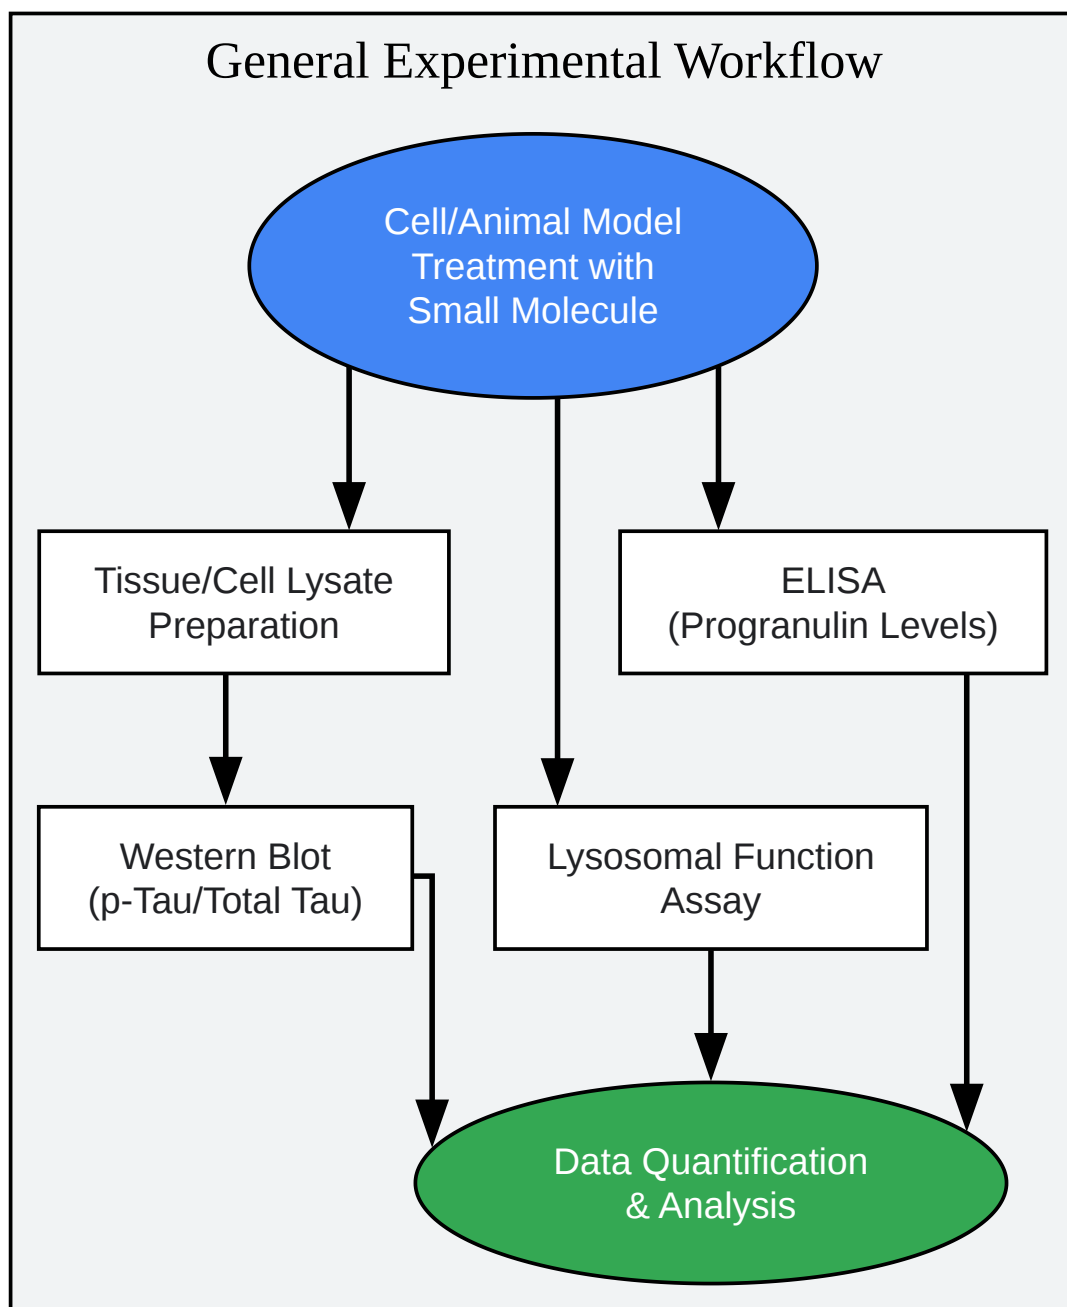 General Experimental Workflow
Cell/Animal Model
Treatment with
Small Molecule
Tissue/Cell Lysate
Preparation
ELISA
(Progranulin Levels)
Western Blot
(p-Tau/Total Tau)
Lysosomal Function
Assay
Data Quantification
& Analysis